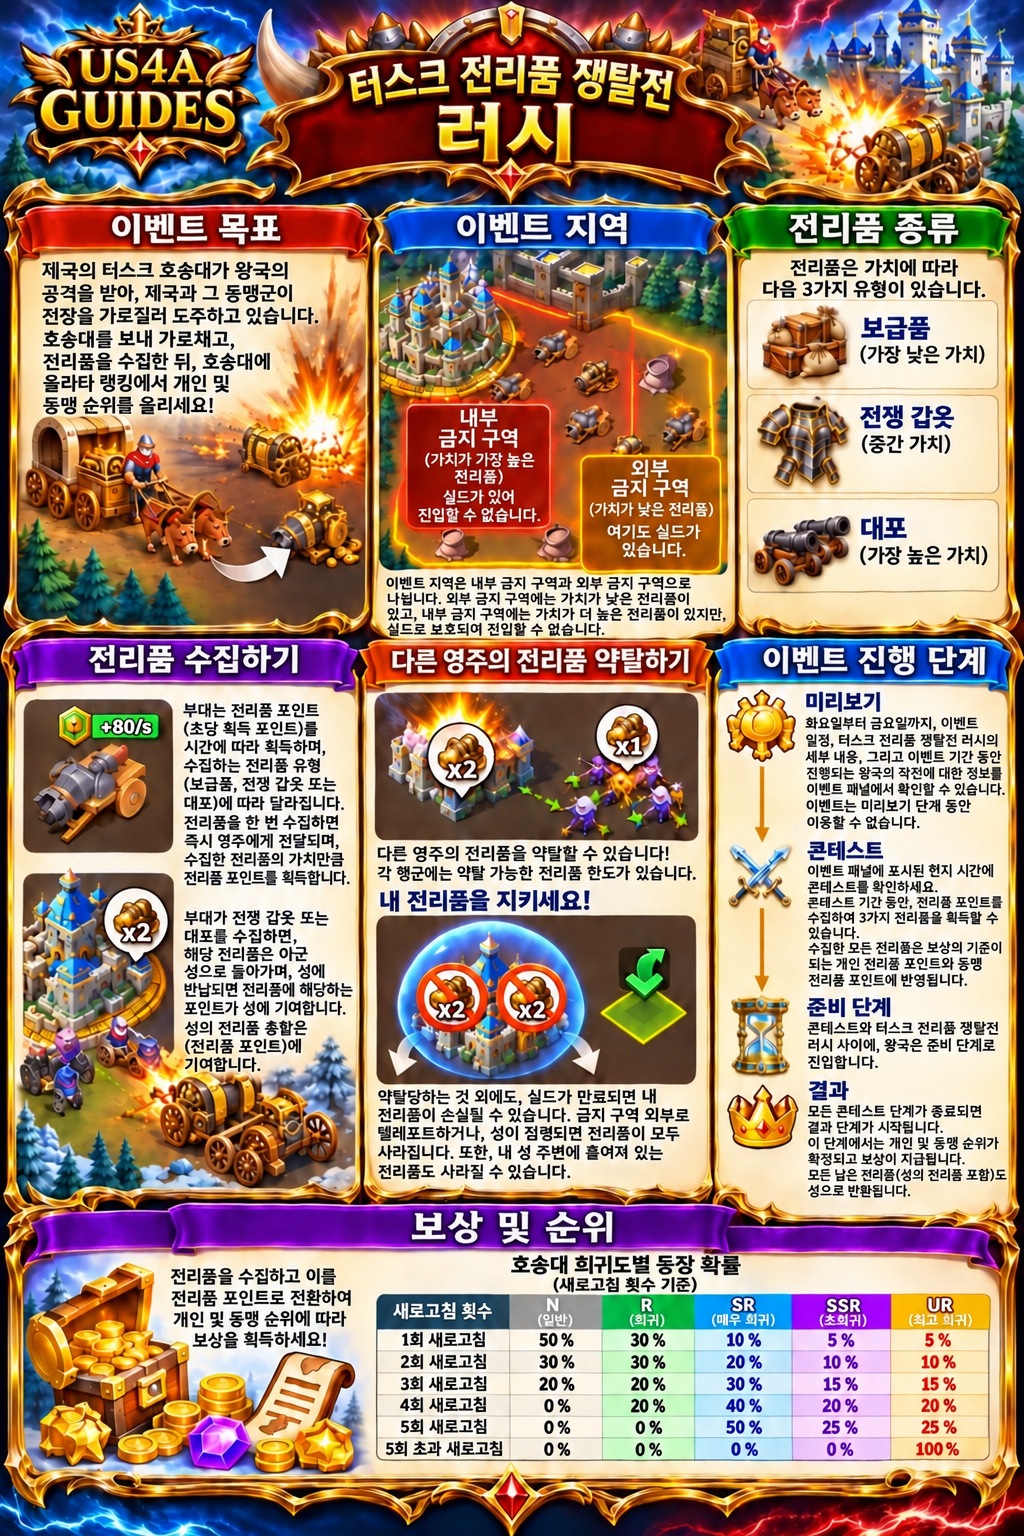 US4A
GUIDES
터스크 전리품 쟁탈전
러시
이벤트 목표
제국의 터스크 호송대가 왕국의
공격을 받아, 제국과 그 동맹군이
전장을 가로질러 도주하고 있습니다.
호송대를 보내 가로채고,
전리품을 수집한 뒤, 호송대에
올라타 랭킹에서 개인 및
동맹 순위를 올리세요!
이벤트 지역
내부
금지 구역
(가치가 가장 높은
전리품)
실드가 있어
진입할 수 없습니다.
외부
금지 구역
(가치가 낮은 전리품)
여기도 실드가
있습니다.
이벤트 지역은 내부 금지 구역과 외부 금지 구역으로
나뉩니다. 외부 금지 구역에는 가치가 낮은 전리품이
있고, 내부 금지 구역에는 가치가 더 높은 전리품이 있지만,
실드로 보호되어 전입할 수 없습니다.
전리품 종류
전리품은 가치에 따라
다음 3가지 유형이 있습니다.
보급품
(가장 낮은 가치)
전쟁 갑옷
(중간 가치)
대포
(가장 높은 가치)
전리품 수집하기
+80/s
부대는 전리품 포인트
(초당 획득 포인트)를
시간에 따라 획득하며,
수집하는 전리품 유형
(보급품, 전쟁 갑옷 또는
대포)에 따라 달라집니다.
전리품을 한 번 수집하면
즉시 영주에게 전달되며,
수집한 전리품의 가치만큼
전리품 포인트를 획득합니다.
x2
부대가 전쟁 갑옷 또는
대포를 수집하면,
해당 전리품은 아군
성으로 들아가며, 성에
반납되면 전리품에 해당하는
포인트가 성에 기여합니다.
성의 전리품 총합은
(전리품 포인트)에
기여합니다.
다른 영주의 전리품 약탈하기
x2
x1
다른 영주의 전리품을 약탈할 수 있습니다!
각 행군에는 약탈 가능한 전리품 한도가 있습니다.
내 전리품을 지키세요!
x2
x2
약탈당하는 것 외에도, 실드가 만료되면 내
전리품이 손실될 수 있습니다. 금지 구역 외부로
텔레포트하거나, 성이 점령되면 전리품이 모두
사라집니다. 또한, 내 성 주변에 흩여져 있는
전리품도 사라질 수 있습니다.
이벤트 진행 단계
미리보기
화요일부터 금요일까지, 이벤트
일정, 터스크 전리품 쟁탈전 러시의
세부 내용, 그리고 이벤트 기간 동안
진행되는 왕국의 작전에 대한 정보를
이벤트 패널에서 확인할 수 있습니다.
이벤트는 미리보기 단계 동안
이용할 수 없습니다.
콘테스트
이벤트 패널에 표시된 현지 시간에
콘테스트를 확인하세요.
콘테스트 기간 동안, 전리품 포인트를
수집하여 3가지 전리품을 획득할 수
있습니다.
수집한 모든 전리품은 보상의 기준이
되는 개인 전리품 포인트와 동맹
전리품 포인트에 반영됩니다.
준비 단계
콘테스트와 터스크 전리품 쟁탈전
러시 사이에, 왕국은 준비 단계로
진입합니다.
결과
모든 콘테스트 단계가 종료되면
결과 단계가 시작됩니다.
이 단계에서는 개인 및 동맹 순위가
확정되고 보상이 지급됩니다.
모든 남은 전리품(성의 전리품 포함)도
성으로 반환됩니다.
보상 및 순위
전리품을 수집하고 이를
전리품 포인트로 전환하여
개인 및 동맹 순위에 따라
보상을 획득하세요!
호송대 희귀도별 등장 확률
(새로고침 횟수 기준)
새로고침 횟수 N (일반) R (희귀) SR (매우 희귀) SSR (초희귀) UR (최고 희귀)
1회 새로고침 50 % 30 % 10 % 5 % 5 %
2회 새로고침 30 % 30 % 20 % 10 % 10 %
3회 새로고침 20 % 20 % 30 % 15 % 15 %
4회 새로고침 0 % 20 % 40 % 20 % 20 %
5회 새로고침 0 % 0 % 50 % 25 % 25 %
5회 초과 새로고침 0 % 0 % 0 % 0 % 100 %